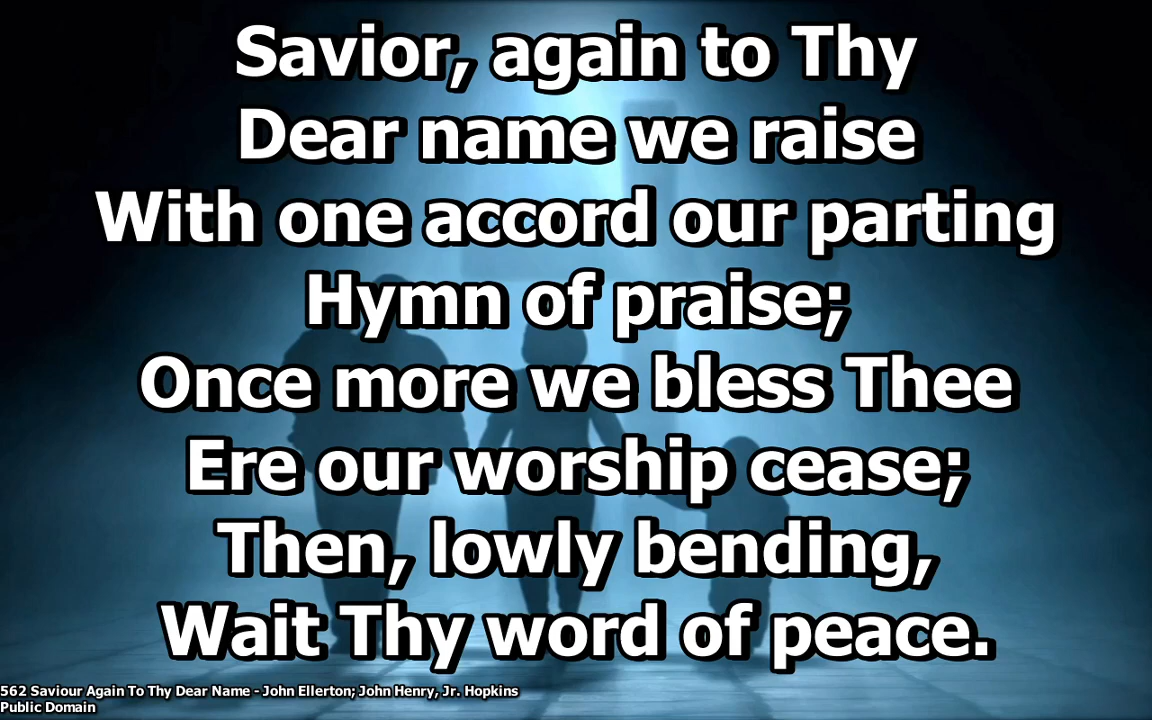 Savior, again to Thy
Dear name we raise
With one accord our parting
Hymn of praise;
Once more we bless Thee
Ere our worship cease;
Then, lowly bending,
Wait Thy word of peace.
562 Saviour Again To Thy Dear Name - John Ellerton; John Henry, Jr. Hopkins
Public Domain